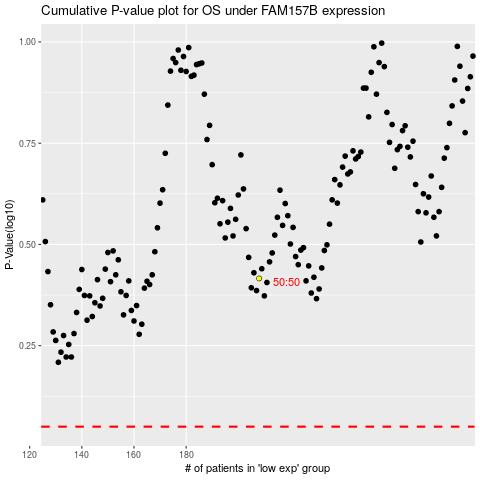 Cumulative P-value plot for OS under FAM157B expression
P-Value(log10)
1.00
0.75
0.50
0.25
50:50
120 140 160 180
# of patients in 'low exp' group